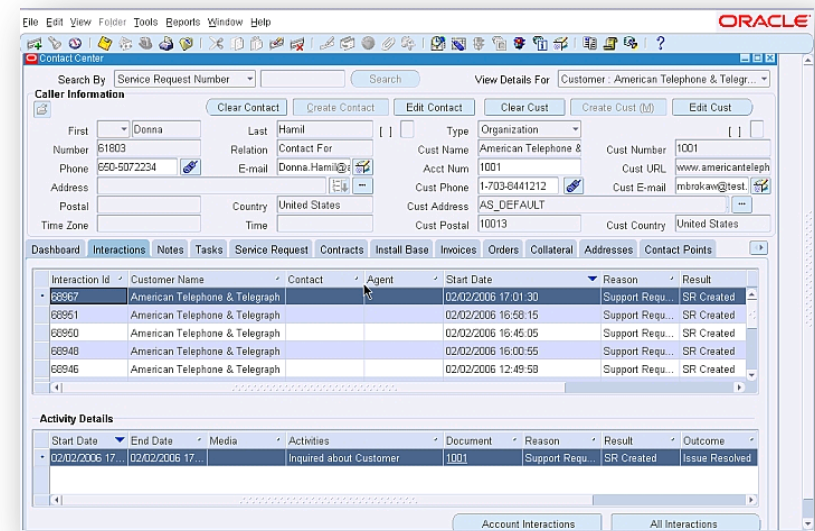 File Edit View Folder Tools Reports Window Help
ORACLE
Contact Center
Search By Service Request Number Search View Details For Customer : American Telephone & Telegr...
Caller Information
Clear Contact Create Contact Edit Contact Clear Cust Create Cust (M) Edit Cust
First Donna Last Hamil [ ] Type Organization [ ]
Number 61803 Relation Contact For Cust Name American Telephone & Cust Number 1001
Phone 650-5072234 E-mail Donna.Hamil@a Acct Num 1001 Cust URL www.americanteleph
Address Cust Phone 1-703-8441212 Cust E-mail mbrokaw@test.
Postal Country United States Cust Address AS_DEFAULT
Time Zone Time Cust Postal 10013 Cust Country United States
Dashboard Interactions Notes Tasks Service Request Contracts Install Base Invoices Orders Collateral Addresses Contact Points
Interaction Id Customer Name Contact Agent Start Date Reason Result
68967 American Telephone & Telegraph 02/02/2006 17:01:30 Support Requ... SR Created
68951 American Telephone & Telegraph 02/02/2006 16:58:15 Support Requ... SR Created
68950 American Telephone & Telegraph 02/02/2006 16:45:05 Support Requ... SR Created
68948 American Telephone & Telegraph 02/02/2006 16:00:55 Support Requ... SR Created
68946 American Telephone & Telegraph 02/02/2006 12:49:58 Support Requ... SR Created
Activity Details
Start Date End Date Media Activities Document Reason Result Outcome
02/02/2006 17... 02/02/2006 17... Inquired about Customer 1001 Support Requ... SR Created Issue Resolved
Account Interactions All Interactions